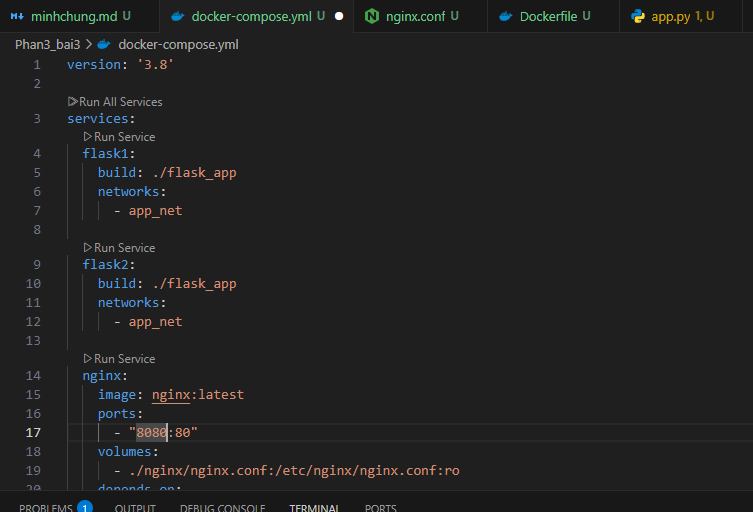 minhchung.md U docker-compose.yml U nginx.conf U Dockerfile U app.py 1, U
Phan3_bai3 > docker-compose.yml
1 version: '3.8'
2
Run All Services
3 services:
Run Service
4 flask1:
5 build: ./flask_app
6 networks:
7 - app_net
8
Run Service
9 flask2:
10 build: ./flask_app
11 networks:
12 - app_net
13
Run Service
14 nginx:
15 image: nginx:latest
16 ports:
17 - "8080:80"
18 volumes:
19 - ./nginx/nginx.conf:/etc/nginx/nginx.conf:ro
20 depends_on:
PROBLEMS 1 OUTPUT DEBUG CONSOLE TERMINAL PORTS